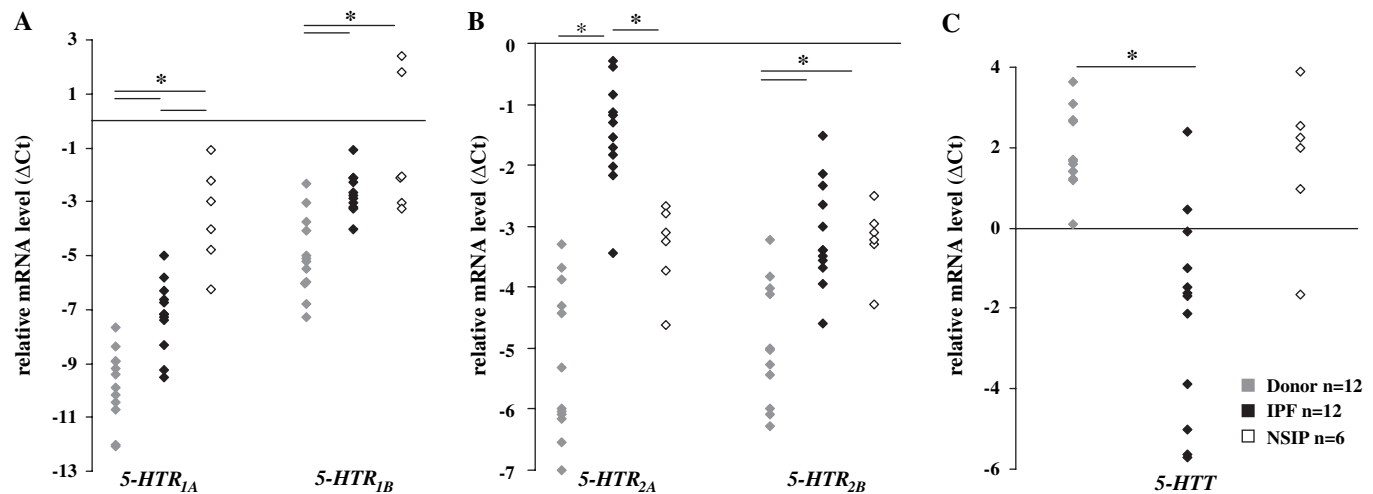 A
B
C
relative mRNA level (ΔCt)
3
1
-1
-3
-5
-7
-9
-11
-13
*
*
5-HTR1A
5-HTR1B
relative mRNA level (ΔCt)
0
-1
-2
-3
-4
-5
-6
-7
*
*
*
5-HTR2A
5-HTR2B
relative mRNA level (ΔCt)
4
2
0
-2
-4
-6
*
5-HTT
Donor n=12
IPF n=12
NSIP n=6